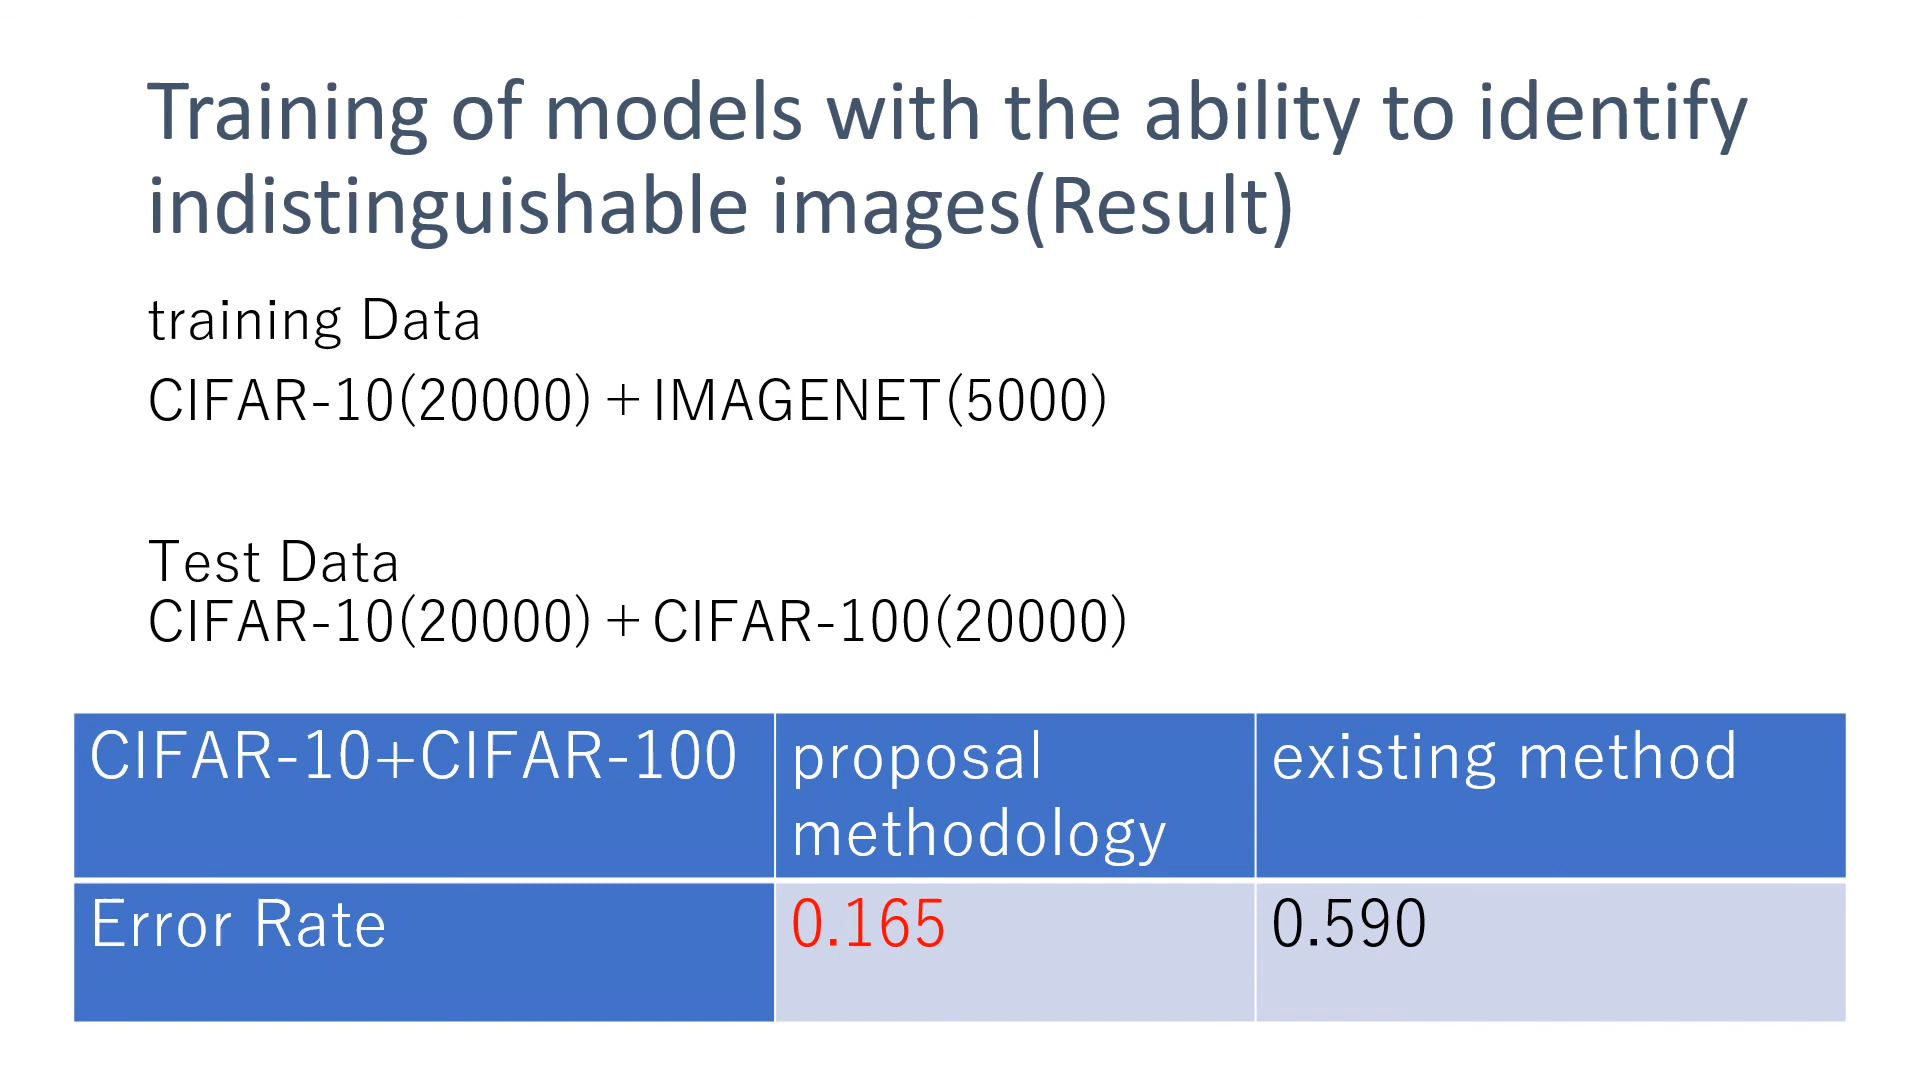 Training of models with the ability to identify
indistinguishable images(Result)
training Data
CIFAR-10(20000)＋IMAGENET(5000)
Test Data
CIFAR-10(20000)＋CIFAR-100(20000)
CIFAR-10+CIFAR-100
proposal
methodology
existing method
Error Rate
0.165
0.590